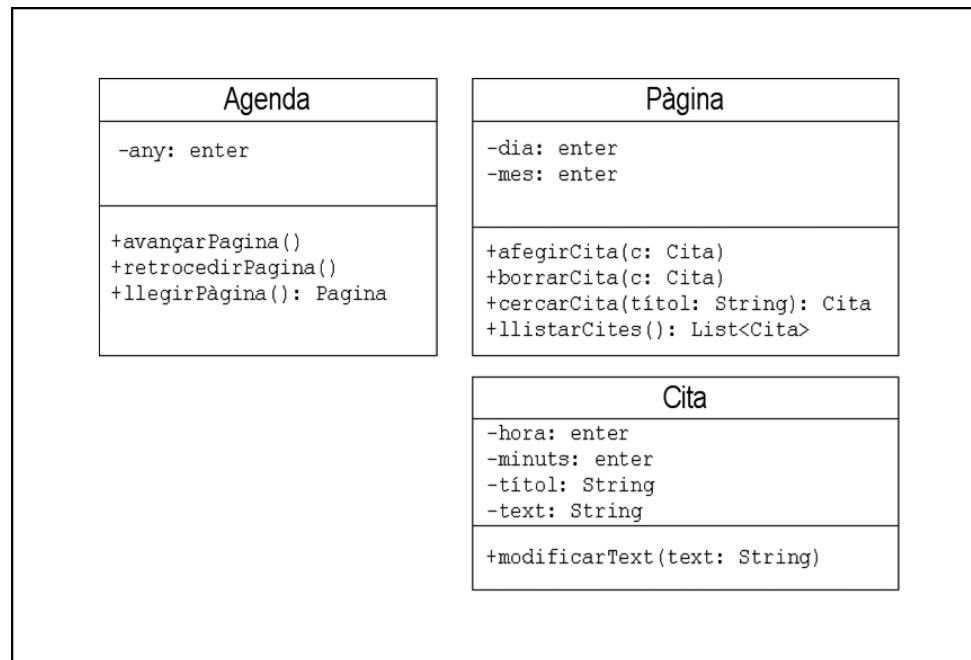 Agenda
-any: enter
+avançarPagina()
+retrocedirPagina()
+llegirPàgina(): Pagina
Pàgina
-dia: enter
-mes: enter
+afegirCita(c: Cita)
+borrarCita(c: Cita)
+cercarCita(títol: String): Cita
+llistarCites(): List<Cita>
Cita
-hora: enter
-minuts: enter
-títol: String
-text: String
+modificarText(text: String)